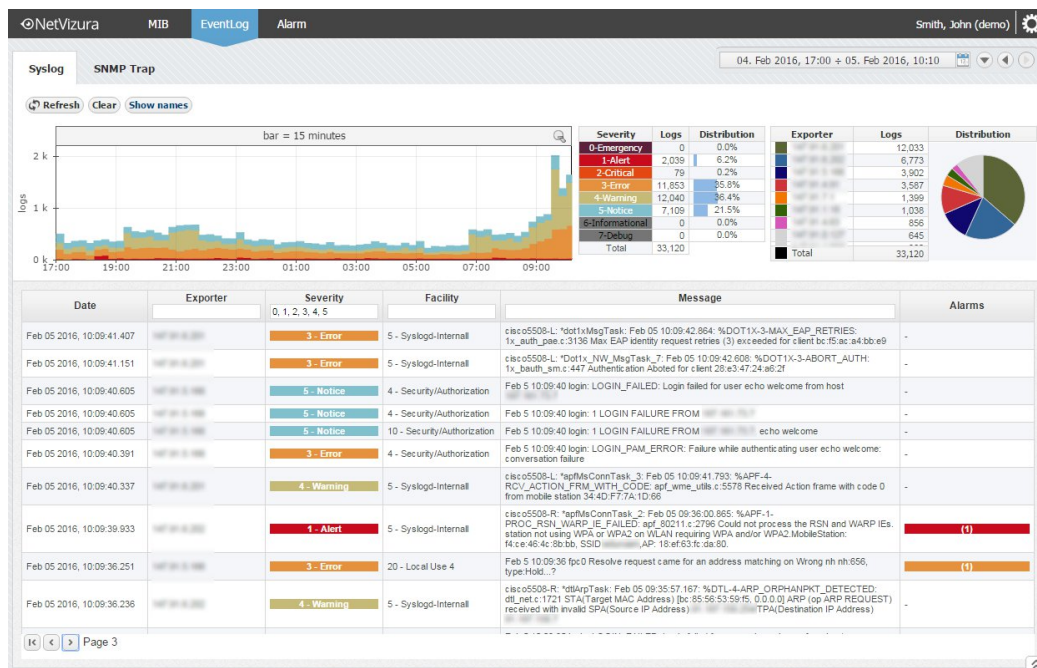 NetVizura MIB EventLog Alarm Smith, John (demo)
Syslog SNMP Trap 04. Feb 2016, 17:00 ÷ 05. Feb 2016, 10:10
Refresh Clear Show names
bar = 15 minutes
2 k
1 k
0 k
logs
17:00 19:00 21:00 23:00 01:00 03:00 05:00 07:00 09:00
Severity Logs Distribution
0-Emergency 0 0.0%
1-Alert 2,039 6.2%
2-Critical 79 0.2%
3-Error 11,853 35.8%
4-Warning 12,040 36.4%
5-Notice 7,109 21.5%
6-Informational 0 0.0%
7-Debug 0 0.0%
Total 33,120
Exporter Logs Distribution
12,033
6,773
3,902
3,587
1,399
1,038
856
645
Total 33,120
Date Exporter Severity Facility Message Alarms
0, 1, 2, 3, 4, 5
Feb 05 2016, 10:09:41.407 3 - Error 5 - Syslogd-Internall cisco5508-L: *dot1xMsgTask: Feb 05 10:09:42.864: %DOT1X-3-MAX_EAP_RETRIES: -
1x_auth_pae.c:3136 Max EAP identity request retries (3) exceeded for client bc:f5:ac:a4:bb:e9
Feb 05 2016, 10:09:41.151 3 - Error 5 - Syslogd-Internall cisco5508-L: *Dot1x_NW_MsgTask_7: Feb 05 10:09:42.608: %DOT1X-3-ABORT_AUTH: -
1x_bauth_sm.c:447 Authentication Aboted for client 28:e3:47:24:a6:2f
Feb 05 2016, 10:09:40.605 5 - Notice 4 - Security/Authorization Feb 5 10:09:40 login: LOGIN_FAILED: Login failed for user echo welcome from host -
Feb 05 2016, 10:09:40.605 5 - Notice 4 - Security/Authorization Feb 5 10:09:40 login: 1 LOGIN FAILURE FROM -
Feb 05 2016, 10:09:40.605 5 - Notice 10 - Security/Authorization Feb 5 10:09:40 login: 1 LOGIN FAILURE FROM echo welcome -
Feb 05 2016, 10:09:40.391 3 - Error 4 - Security/Authorization Feb 5 10:09:40 login: LOGIN_PAM_ERROR: Failure while authenticating user echo welcome: -
conversation failure
Feb 05 2016, 10:09:40.337 4 - Warning 5 - Syslogd-Internall cisco5508-L: *apfMsConnTask_3: Feb 05 10:09:41.793: %APF-4- -
RCV_ACTION_FRM_WITH_CODE: apf_wme_utils.c:5578 Received Action frame with code 0
from mobile station 34:4D:F7:7A:1D:66
Feb 05 2016, 10:09:39.933 1 - Alert 5 - Syslogd-Internall cisco5508-R: *apfMsConnTask_2: Feb 05 09:36:00.865: %APF-1- (1)
PROC_RSN_WARP_IE_FAILED: apf_80211.c:2796 Could not process the RSN and WARP IEs.
station not using WPA or WPA2 on WLAN requiring WPA and/or WPA2.MobileStation:
f4:ce:46:4c:8b:bb, SSID ,AP: 18:ef:63:fc:da:80.
Feb 05 2016, 10:09:36.251 3 - Error 20 - Local Use 4 Feb 5 10:09:36 fpc0 Resolve request came for an address matching on Wrong nh nh:656, (1)
type:Hold...?
Feb 05 2016, 10:09:36.236 4 - Warning 5 - Syslogd-Internall cisco5508-R: *dtlArpTask: Feb 05 09:35:57.167: %DTL-4-ARP_ORPHANPKT_DETECTED: -
dtl_net.c:1721 STA(Target MAC Address) [bc:85:56:53:59:f5, 0.0.0.0] ARP (op ARP REQUEST)
received with invalid SPA(Source IP Address) TPA(Destination IP Address)
Page 3